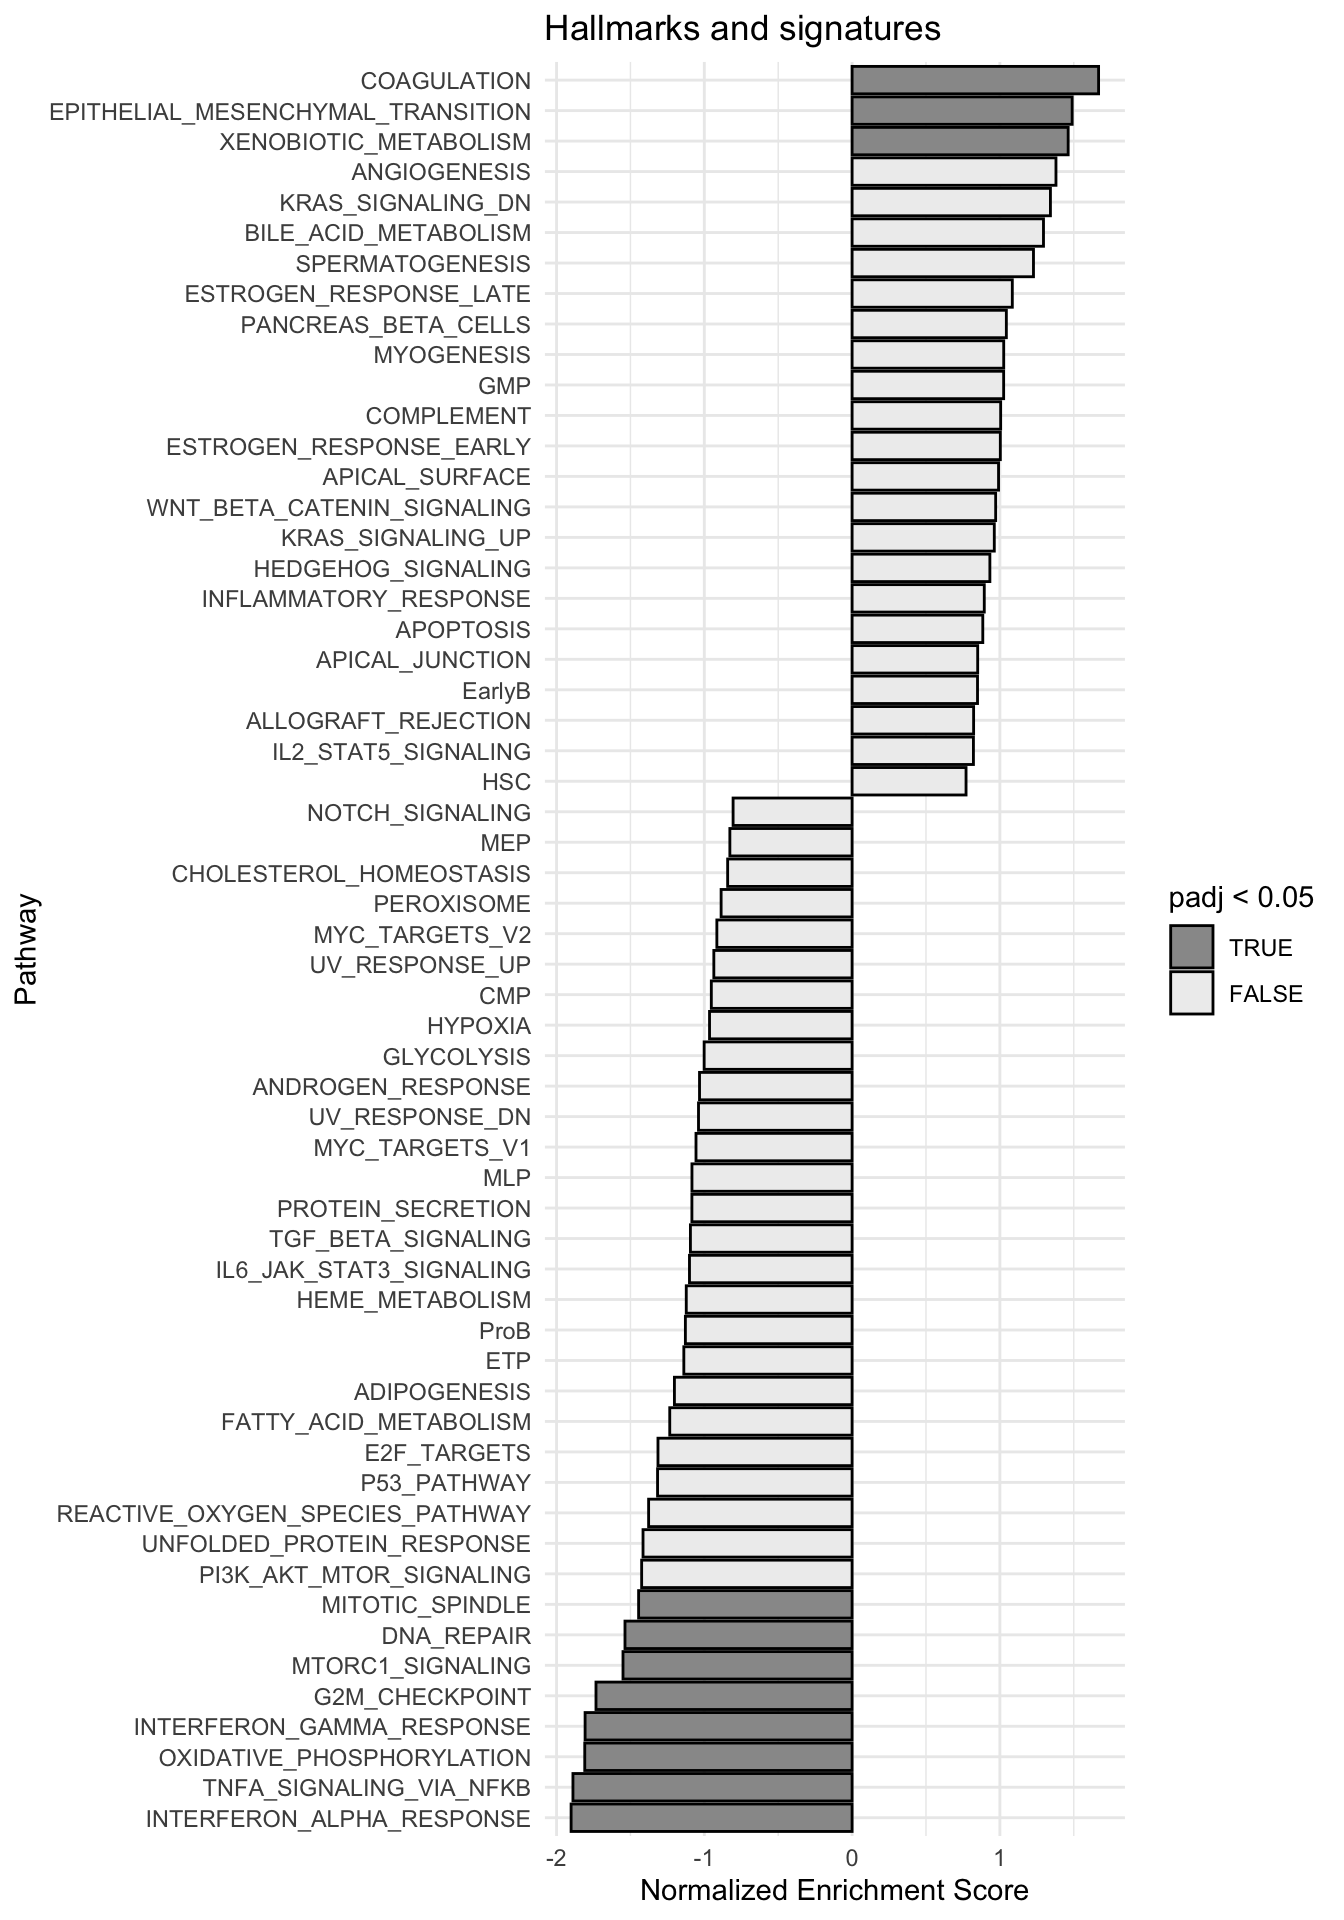 Hallmarks and signatures
COAGULATION
EPITHELIAL_MESENCHYMAL_TRANSITION
XENOBIOTIC_METABOLISM
ANGIOGENESIS
KRAS_SIGNALING_DN
BILE_ACID_METABOLISM
SPERMATOGENESIS
ESTROGEN_RESPONSE_LATE
PANCREAS_BETA_CELLS
MYOGENESIS
GMP
COMPLEMENT
ESTROGEN_RESPONSE_EARLY
APICAL_SURFACE
WNT_BETA_CATENIN_SIGNALING
KRAS_SIGNALING_UP
HEDGEHOG_SIGNALING
INFLAMMATORY_RESPONSE
APOPTOSIS
APICAL_JUNCTION
EarlyB
ALLOGRAFT_REJECTION
IL2_STAT5_SIGNALING
HSC
NOTCH_SIGNALING
MEP
CHOLESTEROL_HOMEOSTASIS
PEROXISOME
MYC_TARGETS_V2
UV_RESPONSE_UP
CMP
HYPOXIA
GLYCOLYSIS
ANDROGEN_RESPONSE
UV_RESPONSE_DN
MYC_TARGETS_V1
MLP
PROTEIN_SECRETION
TGF_BETA_SIGNALING
IL6_JAK_STAT3_SIGNALING
HEME_METABOLISM
ProB
ETP
ADIPOGENESIS
FATTY_ACID_METABOLISM
E2F_TARGETS
P53_PATHWAY
REACTIVE_OXYGEN_SPECIES_PATHWAY
UNFOLDED_PROTEIN_RESPONSE
PI3K_AKT_MTOR_SIGNALING
MITOTIC_SPINDLE
DNA_REPAIR
MTORC1_SIGNALING
G2M_CHECKPOINT
INTERFERON_GAMMA_RESPONSE
OXIDATIVE_PHOSPHORYLATION
TNFA_SIGNALING_VIA_NFKB
INTERFERON_ALPHA_RESPONSE
Pathway
-2 -1 0 1
Normalized Enrichment Score
padj < 0.05
TRUE
FALSE